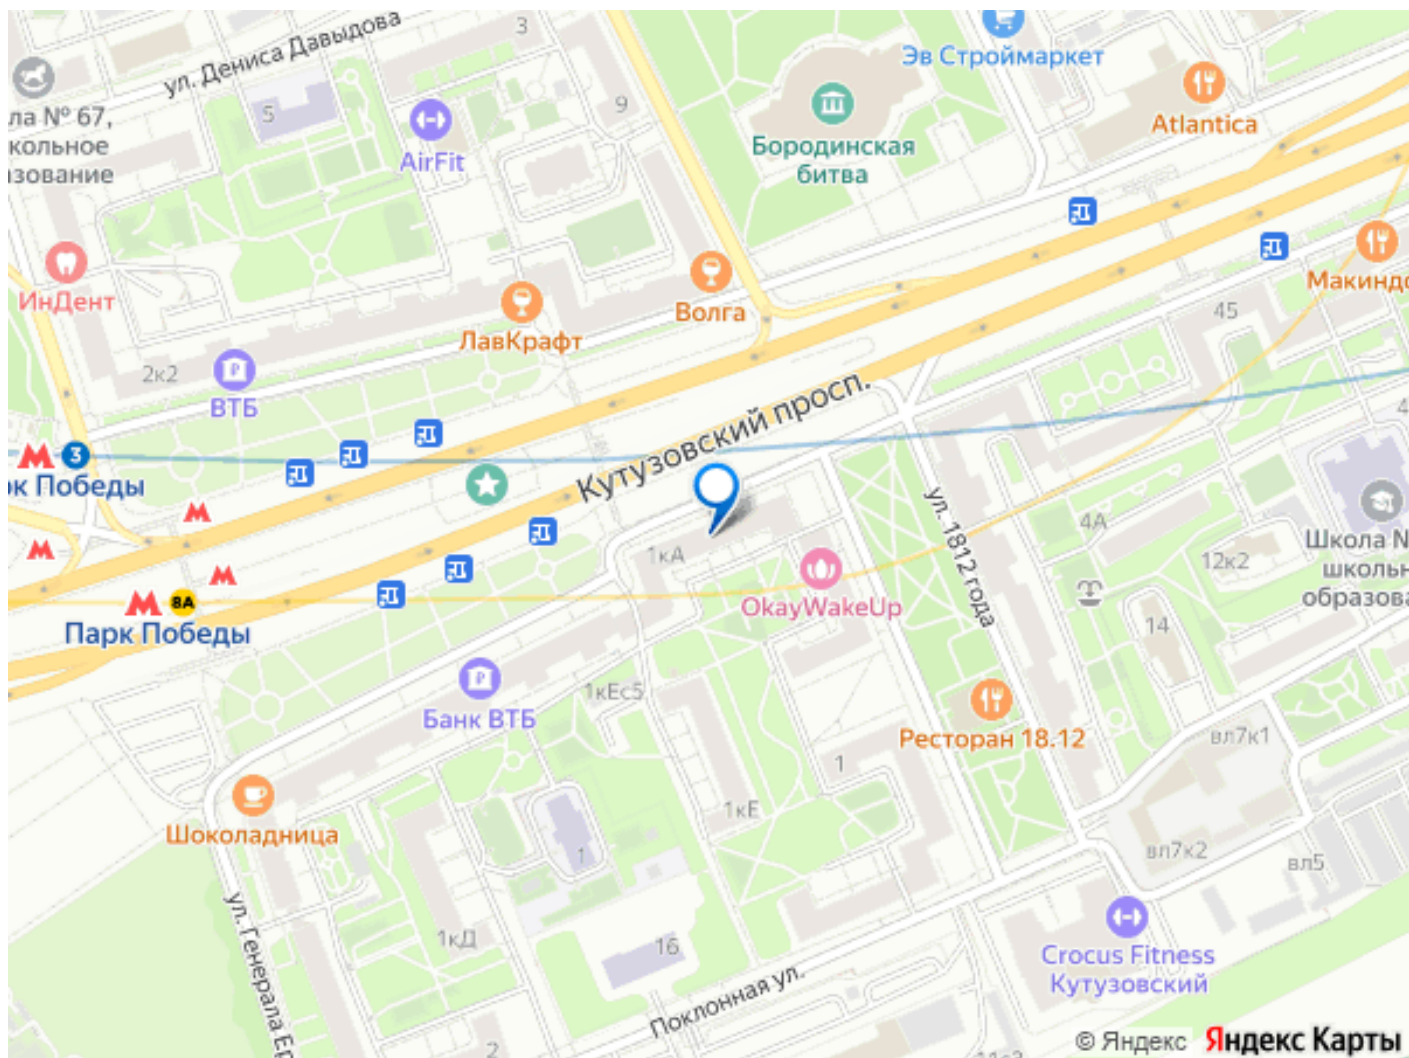 ул. Дениса Давыдова
3
Эв Строймаркет
ла № 67,
кольное
зование
5
9
AirFit
Бородинская
битва
Atlantica
ИнДент
ЛавКрафт
Волга
Макиндо
45
2к2
ВТБ
Кутузовский просп.
3
рк Победы
ул. 1812 года
4А
12к2
Школа №
школьн
образова
1кА
OkayWakeUp
8А
Парк Победы
14
1кЕс5
Банк ВТБ
Ресторан 18.12
вл7к1
1
1кЕ
Шоколадница
1
вл7к2
вл5
ул. Генерала Ер
1кД
16
Crocus Fitness
Кутузовский
Поклонная ул.
2
© Яндекс Яндекс Карты